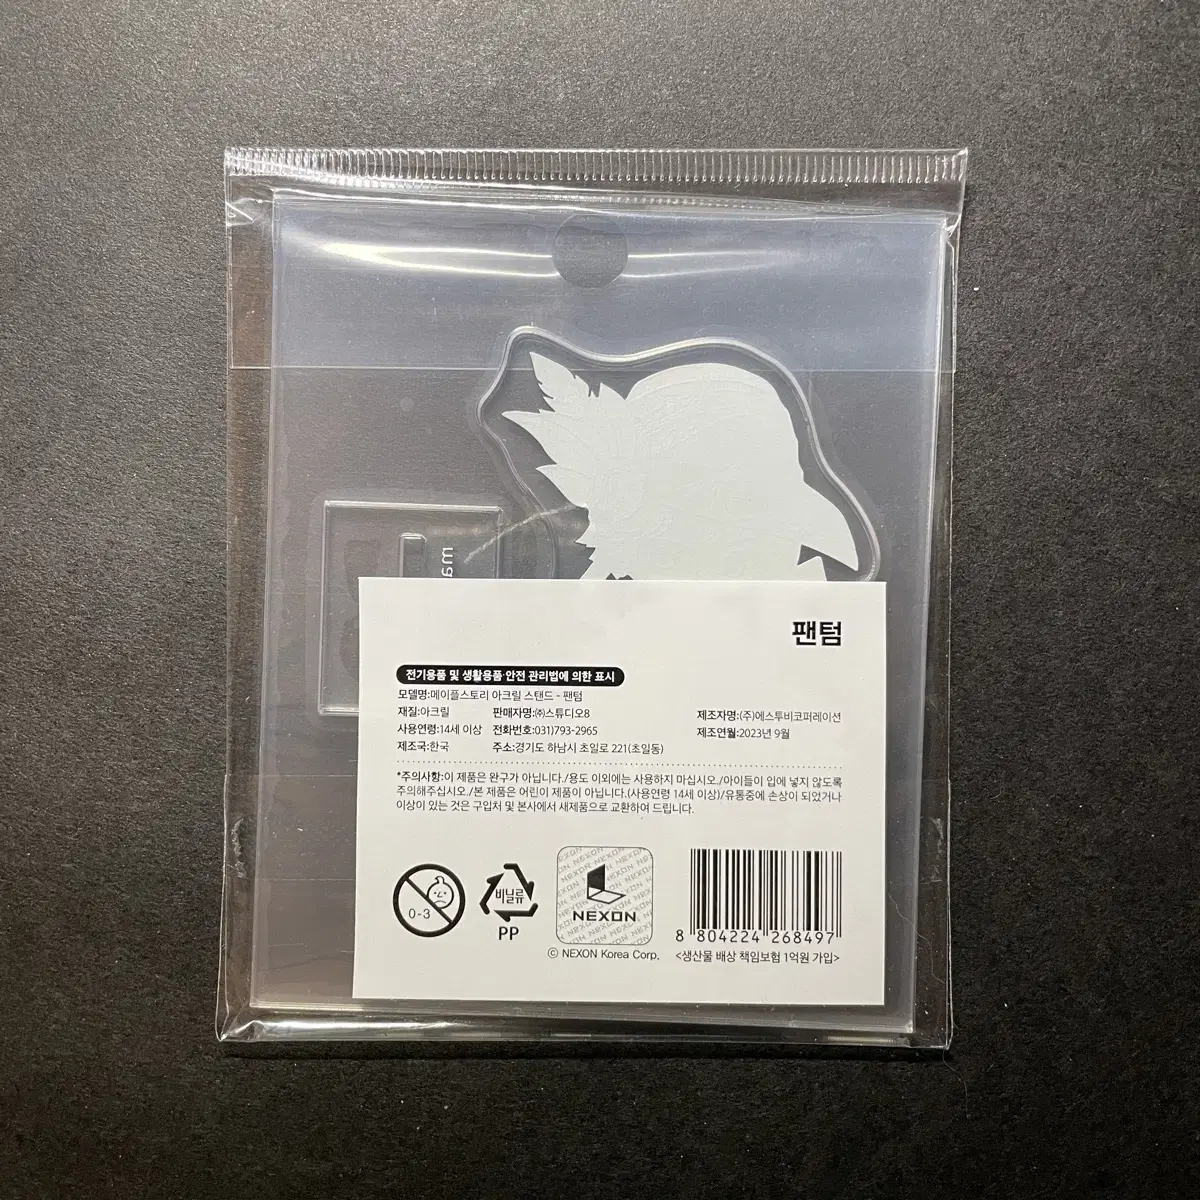 ma
팬텀
전기용품 및 생활용품·안전 관리법에 의한 표시
모델명:메이플스토리 아크릴 스탠드 - 팬텀
재질:아크릴 판매자명:㈜스튜디오8 제조자명:(주)에스투비코퍼레이션
사용연령:14세 이상 전화번호:031)793-2965 제조연월:2023년 9월
제조국:한국 주소:경기도 하남시 초일로 221(초일동)
*주의사항:이 제품은 완구가 아닙니다./용도 이외에는 사용하지 마십시오./아이들이 입에 넣지 않도록
주의해주십시오./본 제품은 어린이 제품이 아닙니다.(사용연령 14세 이상)/유통중에 손상이 되었거나
이상이 있는 것은 구입처 및 본사에서 새제품으로 교환하여 드립니다.
0-3
비닐류
PP
NEXON
© NEXON Korea Corp.
8 804224 268497
<생산물 배상 책임보험 1억원 가입>